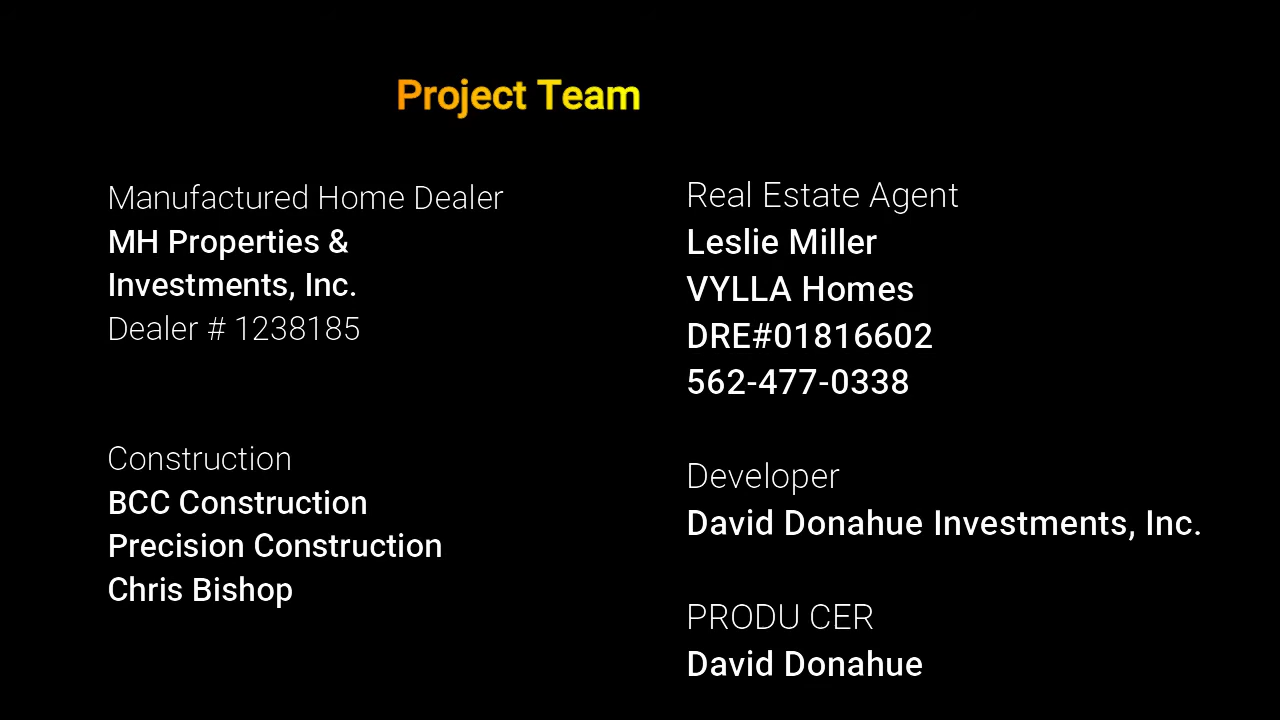 Project Team
Manufactured Home Dealer
MH Properties &
Investments, Inc.
Dealer # 1238185
Construction
BCC Construction
Precision Construction
Chris Bishop
Real Estate Agent
Leslie Miller
VYLLA Homes
DRE#01816602
562-477-0338
Developer
David Donahue Investments, Inc.
PRODU CER
David Donahue